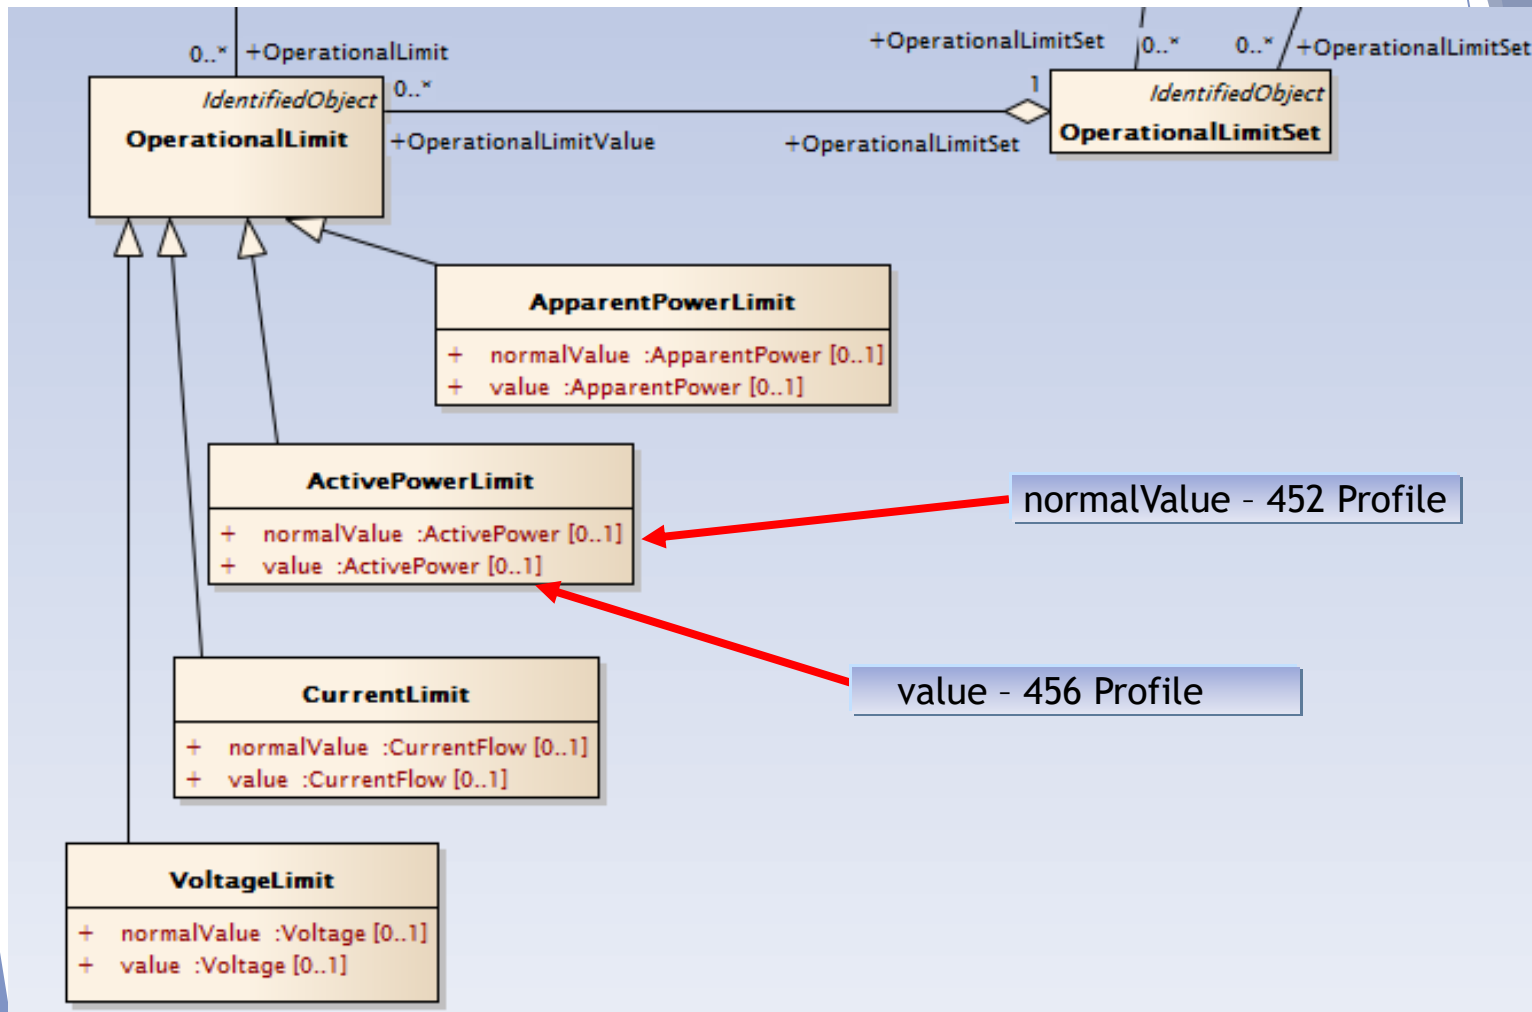 0..* +OperationalLimit
+OperationalLimitSet 0..* 0..* +OperationalLimitSet
IdentifiedObject
OperationalLimit
0..*
+OperationalLimitValue
1
+OperationalLimitSet
IdentifiedObject
OperationalLimitSet
ApparentPowerLimit
+ normalValue :ApparentPower [0..1]
+ value :ApparentPower [0..1]
ActivePowerLimit
+ normalValue :ActivePower [0..1]
+ value :ActivePower [0..1]
normalValue – 452 Profile
value – 456 Profile
CurrentLimit
+ normalValue :CurrentFlow [0..1]
+ value :CurrentFlow [0..1]
VoltageLimit
+ normalValue :Voltage [0..1]
+ value :Voltage [0..1]